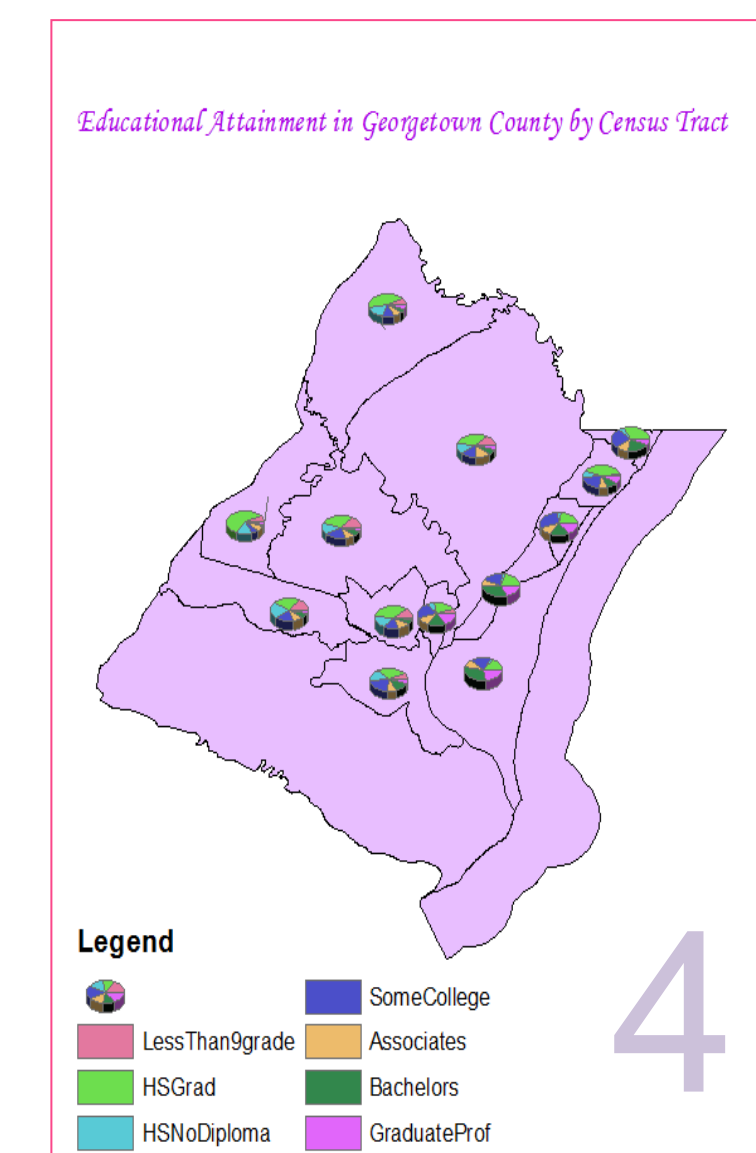 Educational Attainment in Georgetown County by Census Tract
Legend
SomeCollege
LessThan9grade
Associates
HSGrad
Bachelors
HSNoDiploma
GraduateProf
4